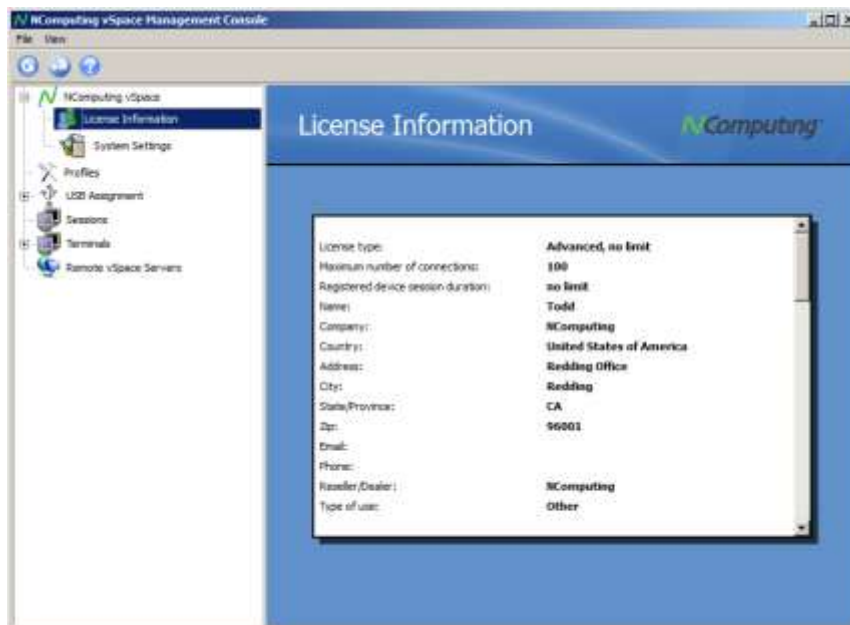 NComputing vSpace Management Console
File View
NComputing vSpace
License Information
System Settings
Profiles
USB Assignment
Sessions
Terminals
Remote vSpace Servers
License Information
NComputing
License type: Advanced, no limit
Maximum number of connections: 100
Registered device session duration: no limit
Name: Todd
Company: NComputing
Country: United States of America
Address: Redding Office
City: Redding
State/Province: CA
Zip: 96001
Email:
Phone:
Reseller/Dealer: NComputing
Type of use: Other